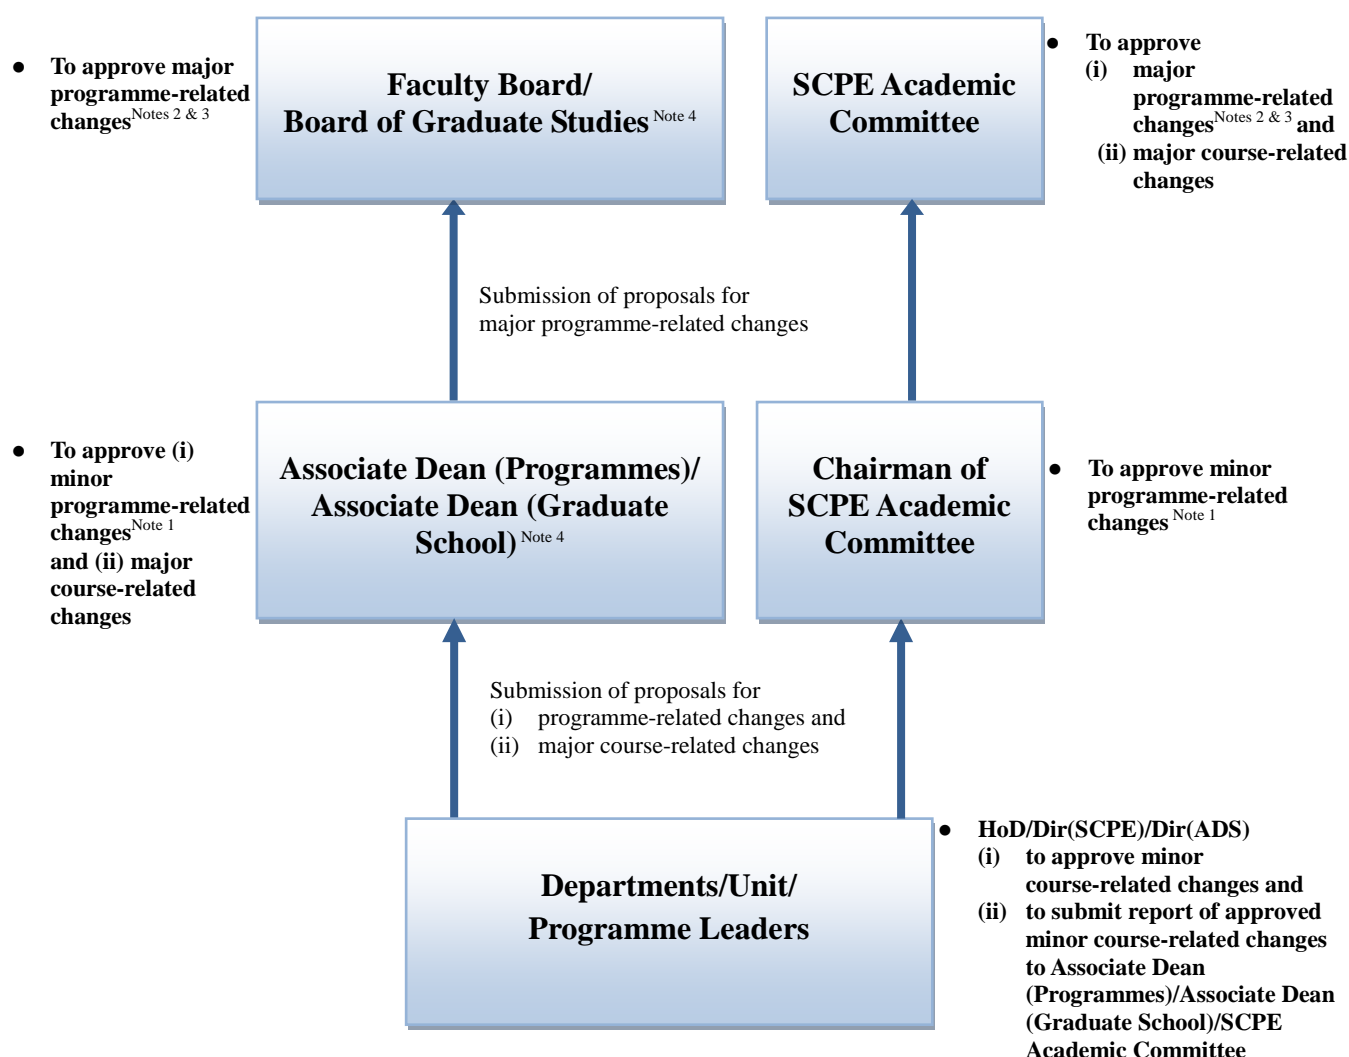 ● To approve major
programme-related
changes Notes 2 & 3
Faculty Board/
Board of Graduate Studies Note 4
SCPE Academic
Committee
● To approve
(i) major
programme-related
changes Notes 2 & 3 and
(ii) major course-related
changes
Submission of proposals for
major programme-related changes
● To approve (i)
minor
programme-related
changes Note 1
and (ii) major
course-related
changes
Associate Dean (Programmes)/
Associate Dean (Graduate
School) Note 4
Chairman of
SCPE Academic
Committee
● To approve minor
programme-related
changes Note 1
Submission of proposals for
(i) programme-related changes and
(ii) major course-related changes
Departments/Unit/
Programme Leaders
● HoD/Dir(SCPE)/Dir(ADS)
(i) to approve minor
course-related changes and
(ii) to submit report of approved
minor course-related changes
to Associate Dean
(Programmes)/Associate Dean
(Graduate School)/SCPE
Academic Committee